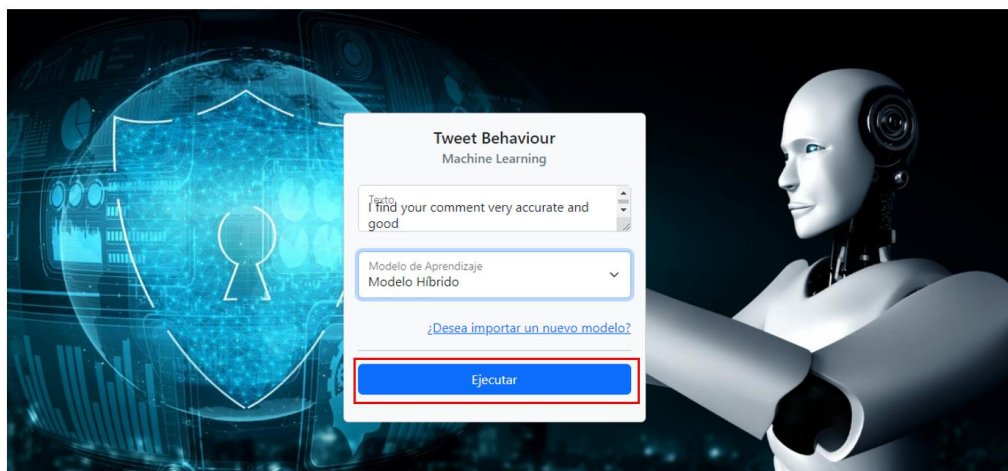 Tweet Behaviour
Machine Learning
Texto
I find your comment very accurate and
good
Modelo de Aprendizaje
Modelo Híbrido
¿Desea importar un nuevo modelo?
Ejecutar